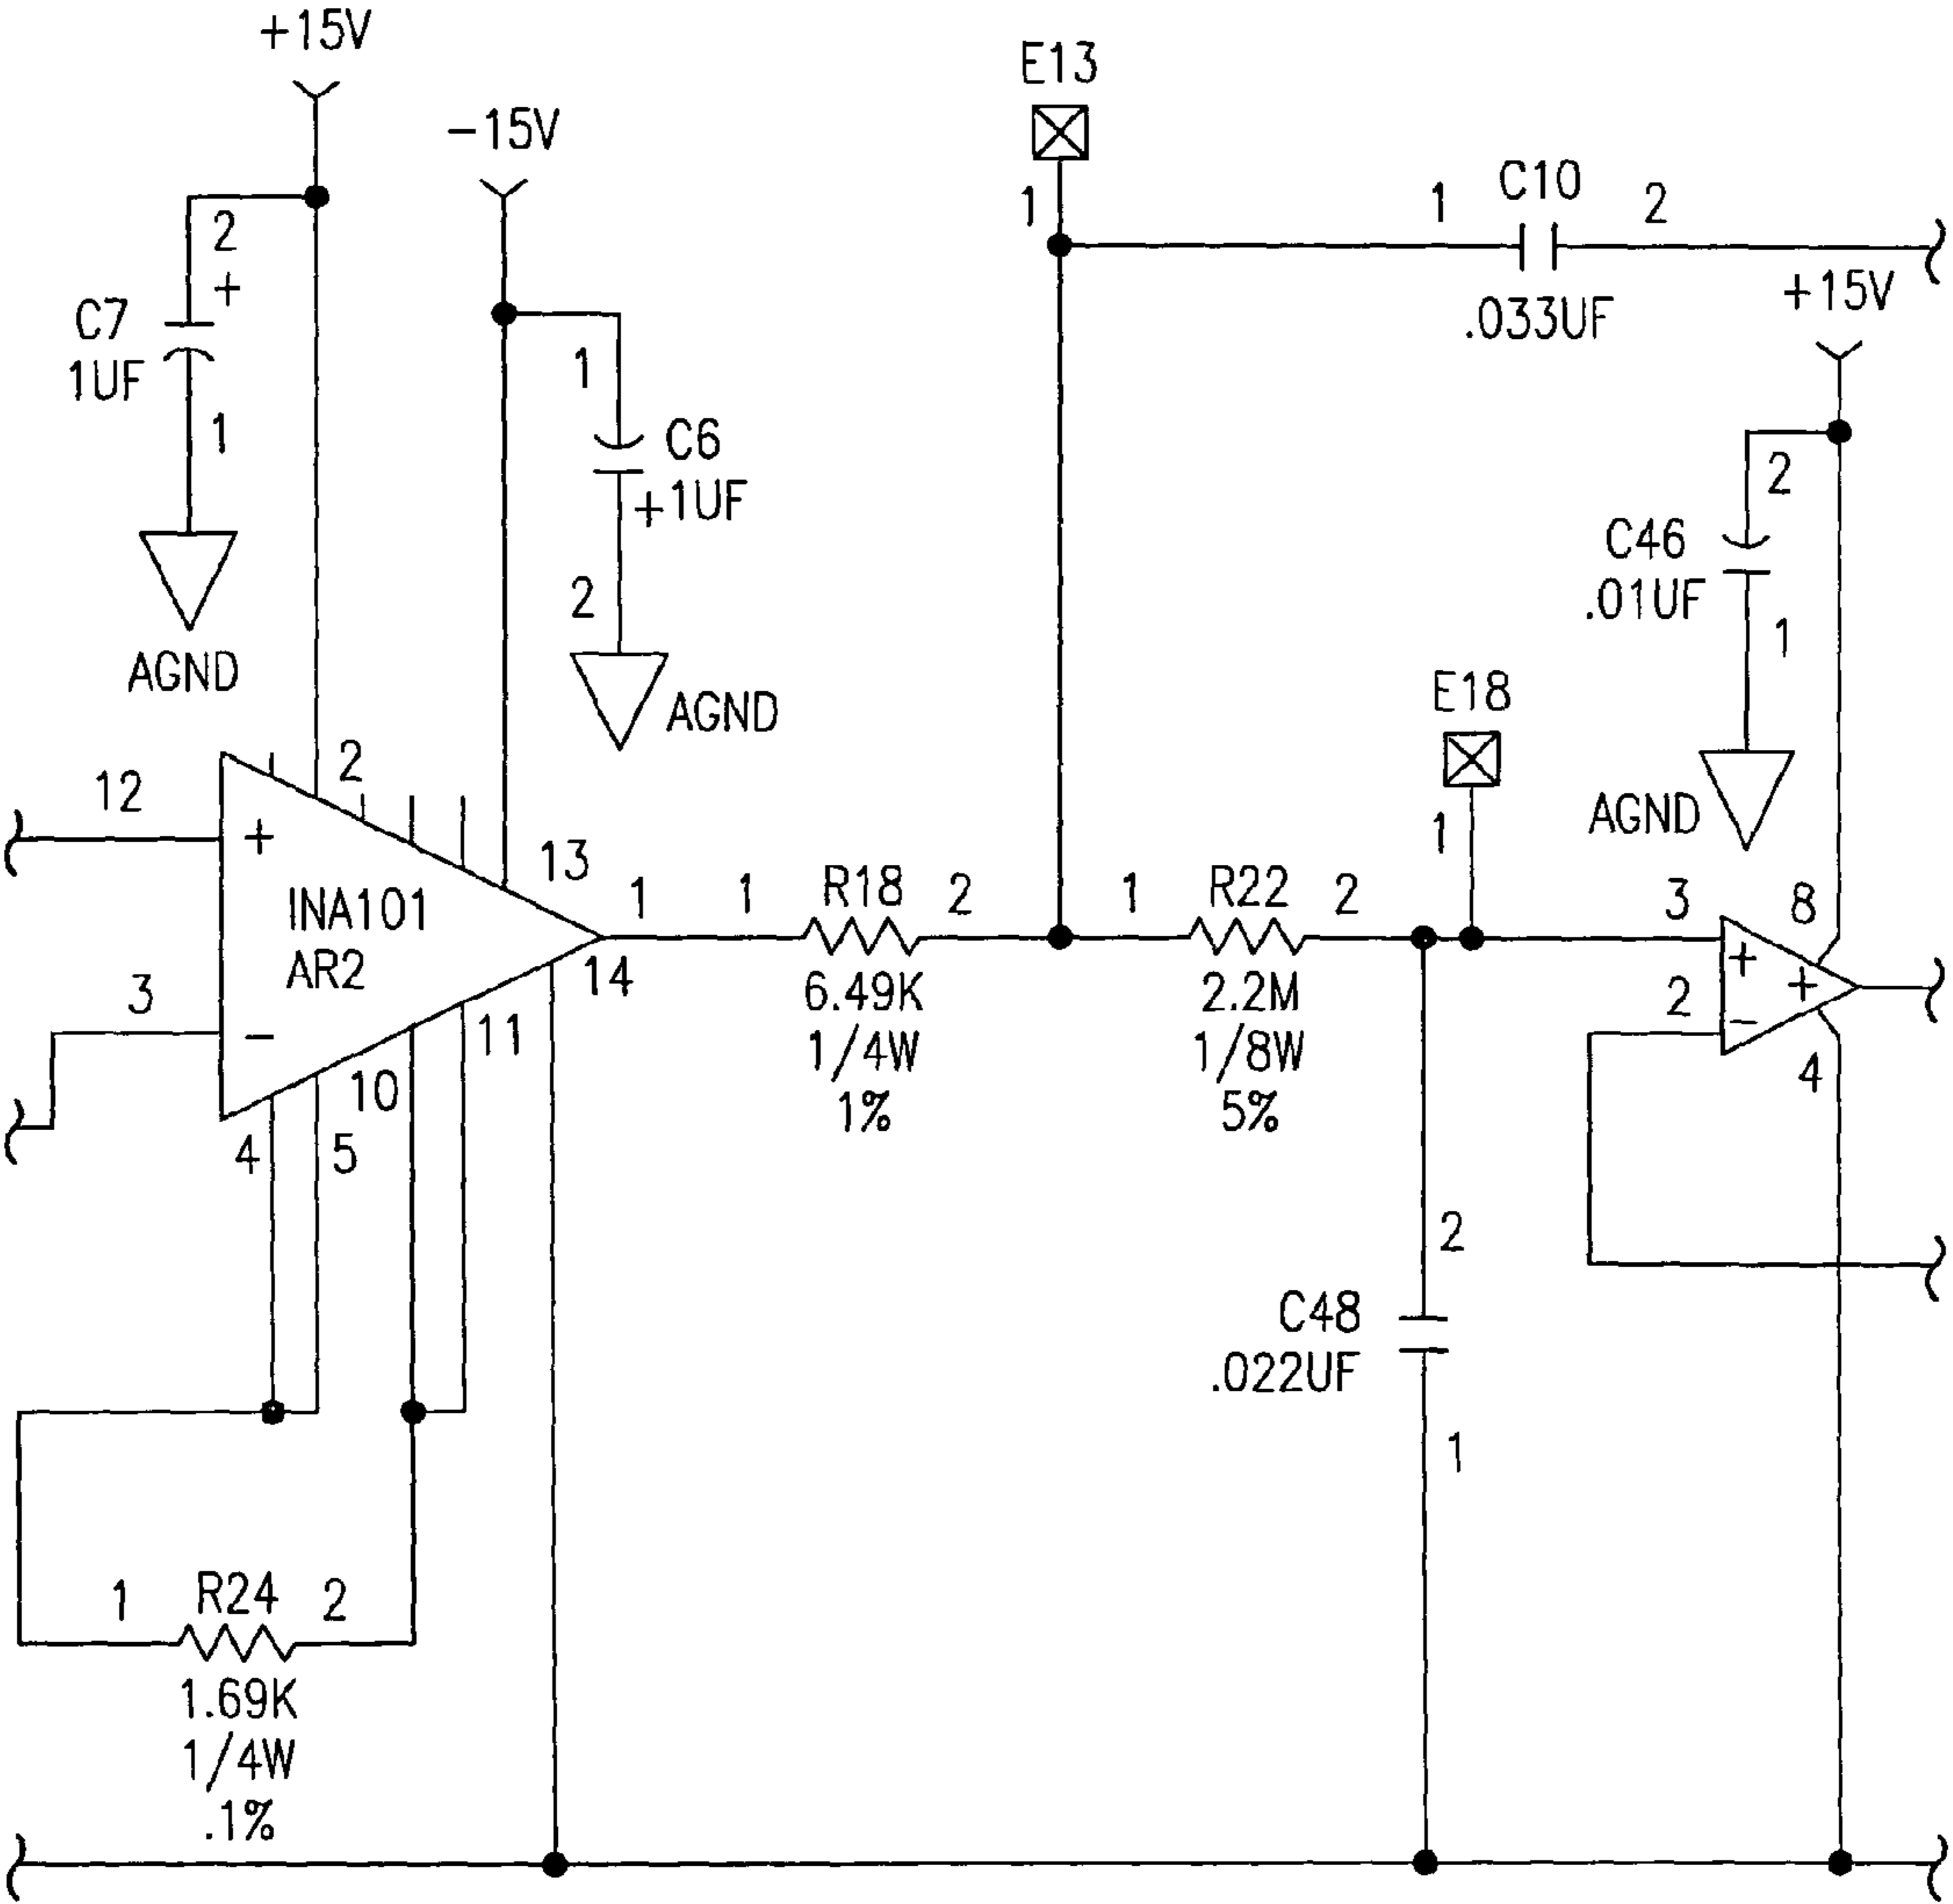 +15V
-15V
E13
1
1
C10
2
2
+
C7
1UF
.033UF
+15V
1
1
C6
+1UF
2
C46
.01UF
2
1
AGND
AGND
E18
1
AGND
12
2
+
13
INA101
AR2
1
1
R18
2
1
R22
2
3
8
+
+
3
-
14
6.49K
1/4W
1%
2.2M
1/8W
5%
2
-
4
11
10
4
5
2
C48
.022UF
1
1
R24
2
1.69K
1/4W
.1%